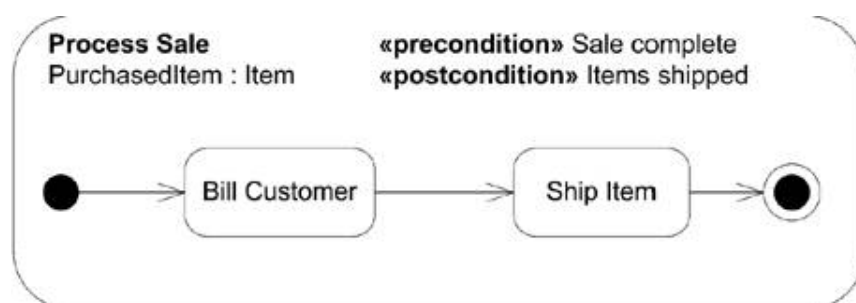 Process Sale
«precondition» Sale complete
PurchasedItem : Item
«postcondition» Items shipped
Bill Customer
Ship Item